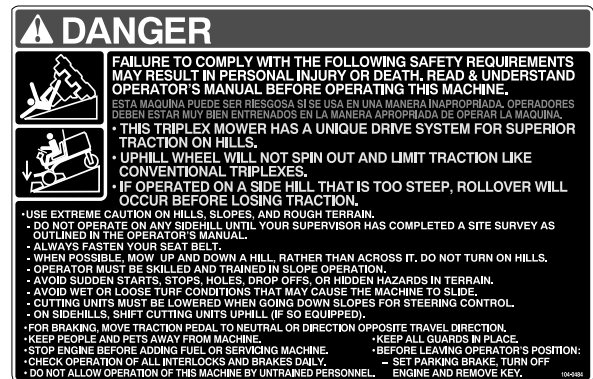 DANGER
FAILURE TO COMPLY WITH THE FOLLOWING SAFETY REQUIREMENTS
MAY RESULT IN PERSONAL INJURY OR DEATH. READ & UNDERSTAND
OPERATOR'S MANUAL BEFORE OPERATING THIS MACHINE.
ESTA MAQUINA PUEDE SER RIESGOSA SI SE USA EN UNA MANERA INAPROPRIADA. OPERADORES
DEBEN ESTAR MUY BIEN ENTRENADOS EN LA MANERA APROPRIADA DE OPERAR LA MAQUINA.
• THIS TRIPLEX MOWER HAS A UNIQUE DRIVE SYSTEM FOR SUPERIOR
TRACTION ON HILLS.
• UPHILL WHEEL WILL NOT SPIN OUT AND LIMIT TRACTION LIKE
CONVENTIONAL TRIPLEXES.
• IF OPERATED ON A SIDE HILL THAT IS TOO STEEP, ROLLOVER WILL
OCCUR BEFORE LOSING TRACTION.
• USE EXTREME CAUTION ON HILLS, SLOPES, AND ROUGH TERRAIN.
- DO NOT OPERATE ON ANY SIDEHILL UNTIL YOUR SUPERVISOR HAS COMPLETED A SITE SURVEY AS
OUTLINED IN THE OPERATOR'S MANUAL.
- ALWAYS FASTEN YOUR SEAT BELT.
- WHEN POSSIBLE, MOW UP AND DOWN A HILL, RATHER THAN ACROSS IT. DO NOT TURN ON HILLS.
- OPERATOR MUST BE SKILLED AND TRAINED IN SLOPE OPERATION.
- AVOID SUDDEN STARTS, STOPS, HOLES, DROP OFFS, OR HIDDEN HAZARDS IN TERRAIN.
- AVOID WET OR LOOSE TURF CONDITIONS THAT MAY CAUSE THE MACHINE TO SLIDE.
- CUTTING UNITS MUST BE LOWERED WHEN GOING DOWN SLOPES FOR STEERING CONTROL.
- ON SIDEHILLS, SHIFT CUTTING UNITS UPHILL (IF SO EQUIPPED).
• FOR BRAKING, MOVE TRACTION PEDAL TO NEUTRAL OR DIRECTION OPPOSITE TRAVEL DIRECTION.
• KEEP PEOPLE AND PETS AWAY FROM MACHINE.
• STOP ENGINE BEFORE ADDING FUEL OR SERVICING MACHINE.
• CHECK OPERATION OF ALL INTERLOCKS AND BRAKES DAILY.
• DO NOT ALLOW OPERATION OF THIS MACHINE BY UNTRAINED PERSONNEL.
• KEEP ALL GUARDS IN PLACE.
• BEFORE LEAVING OPERATOR'S POSITION:
– SET PARKING BRAKE, TURN OFF
ENGINE AND REMOVE KEY.
104-0484